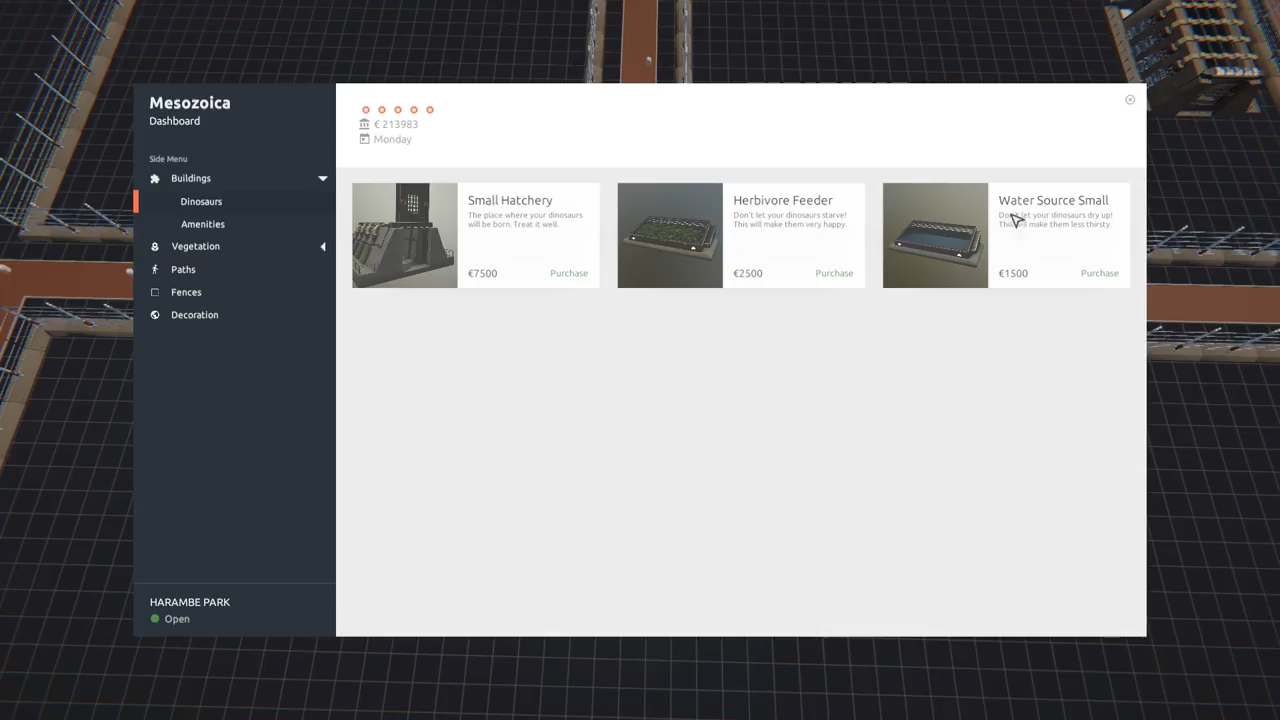 Mesozoica
Dashboard
Side Menu
Buildings
Dinosaurs
Amenities
Vegetation
Paths
Fences
Decoration
HARAMBE PARK
Open
€ 213983
Monday
Small Hatchery
The place where your dinosaurs
will be born. Treat it well.
€7500 Purchase
Herbivore Feeder
Don't let your dinosaurs starve!
This will make them very happy.
€2500 Purchase
Water Source Small
Don't let your dinosaurs dry up!
This will make them less thirsty.
€1500 Purchase